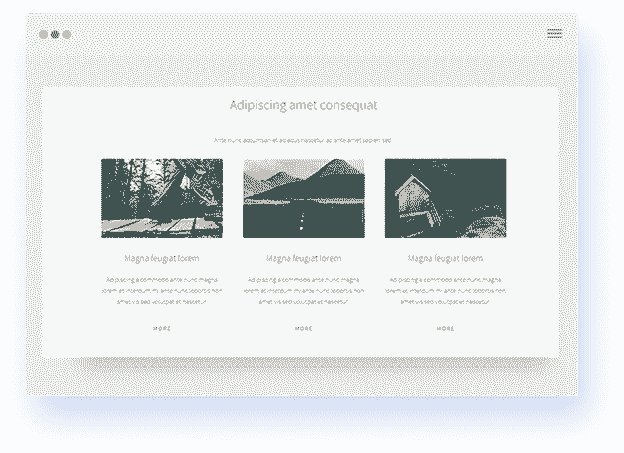 Adipiscing amet consequat
Ante nunc accumsan et aclacus nascetur ac ante amet sapien sed
Magna feugiat lorem
Adipiscing a commodo ante nunc magna
lorem et interdum mi ante nunc lobortis non
amet vis sed volutpat et nascetur
MORE
Magna feugiat lorem
Adipiscing a commodo ante nunc magna
lorem et interdum mi ante nunc lobortis non
amet vis sed volutpat et nascetur
MORE
Magna feugiat lorem
Adipiscing a commodo ante nunc magna
lorem et interdum mi ante nunc lobortis non
amet vis sed volutpat et nascetur
MORE